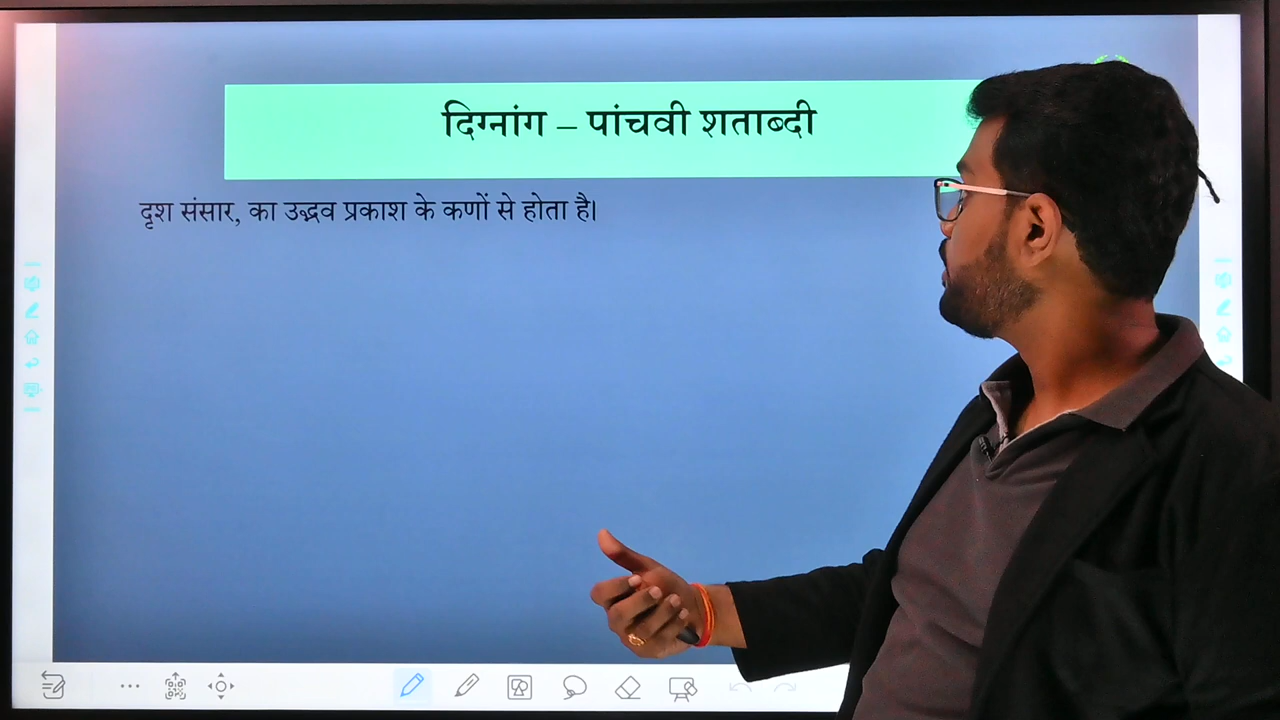 दिग्नांग – पांचवी शताब्दी
दृश संसार, का उद्भव प्रकाश के कणों से होता है।